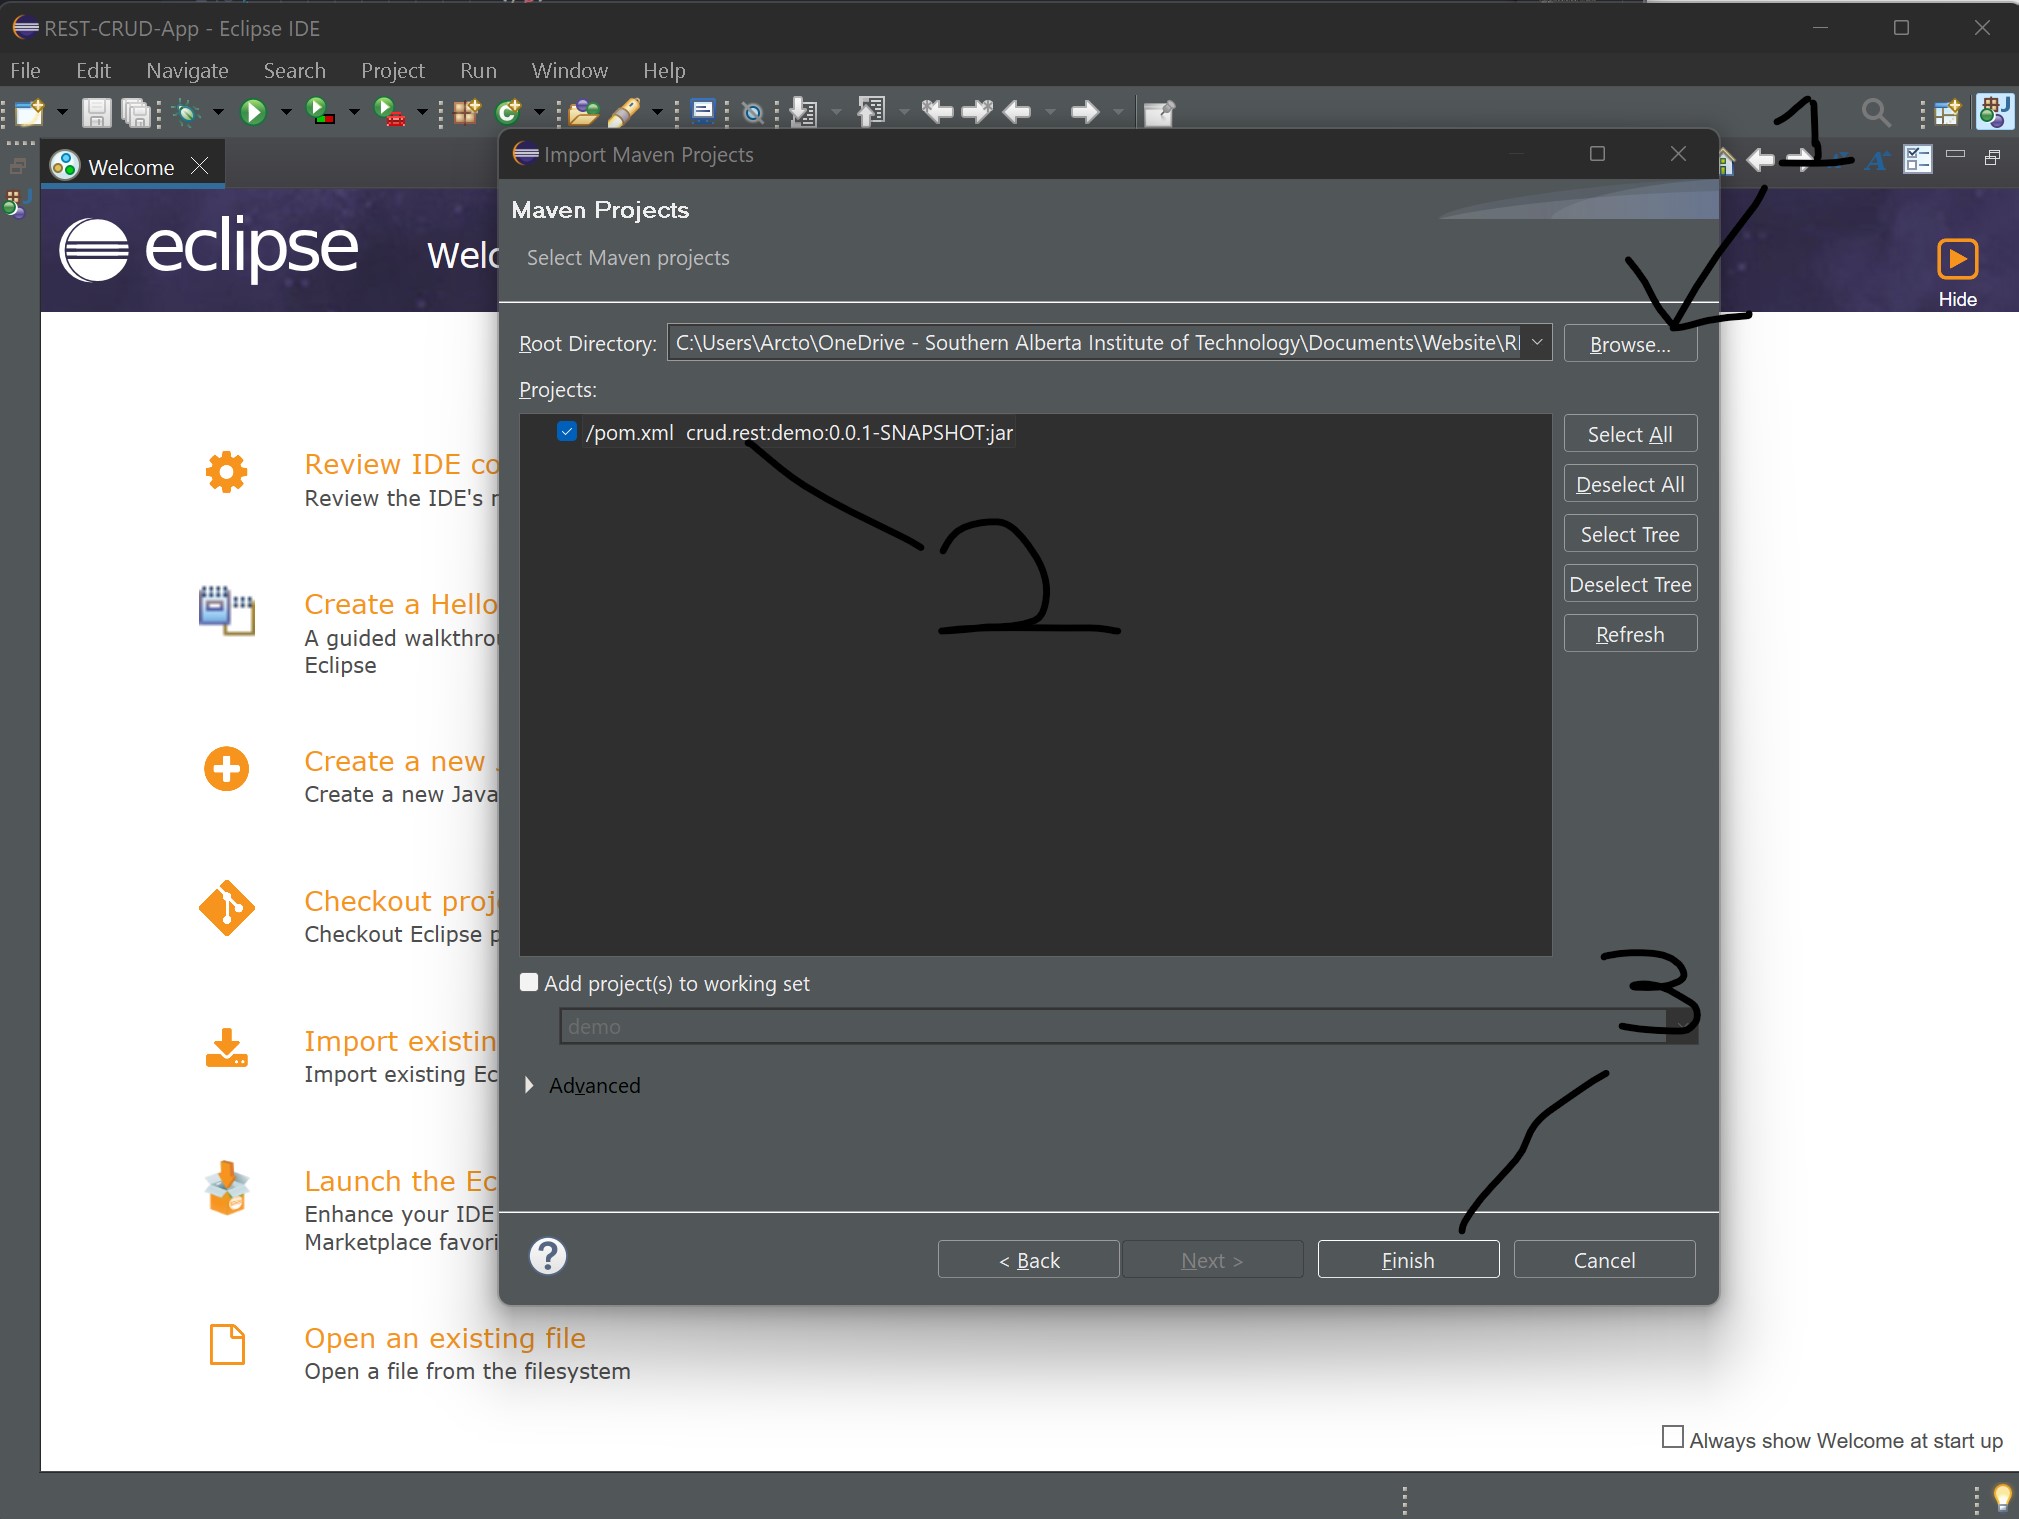 REST-CRUD-App - Eclipse IDE
File Edit Navigate Search Project Run Window Help
1
Welcome
Import Maven Projects
eclipse Welc
Maven Projects
Select Maven projects
Hide
Root Directory: C:\Users\Arcto\OneDrive - Southern Alberta Institute of Technology\Documents\Website\RI Browse...
Projects:
/pom.xml crud.rest:demo:0.0.1-SNAPSHOT:jar
Select All
Deselect All
Select Tree
Deselect Tree
Refresh
2
Review IDE co
Review the IDE's r
Create a Hello
A guided walkthrou
Eclipse
Create a new J
Create a new Java
Checkout proje
Checkout Eclipse p
3
Add project(s) to working set
demo
Import existin
Import existing Ec
Advanced
Launch the Ec
Enhance your IDE
Marketplace favori
?
< Back Next > Finish Cancel
Open an existing file
Open a file from the filesystem
Always show Welcome at start up